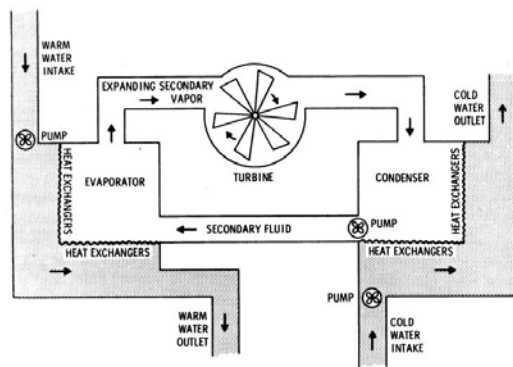 WARM
WATER
INTAKE
EXPANDING SECONDARY
VAPOR
COLD
WATER
OUTLET
PUMP
HEAT EXCHANGERS
EVAPORATOR
TURBINE
CONDENSER
HEAT EXCHANGERS
SECONDARY FLUID
PUMP
HEAT EXCHANGERS
HEAT EXCHANGERS
PUMP
WARM
WATER
OUTLET
COLD
WATER
INTAKE